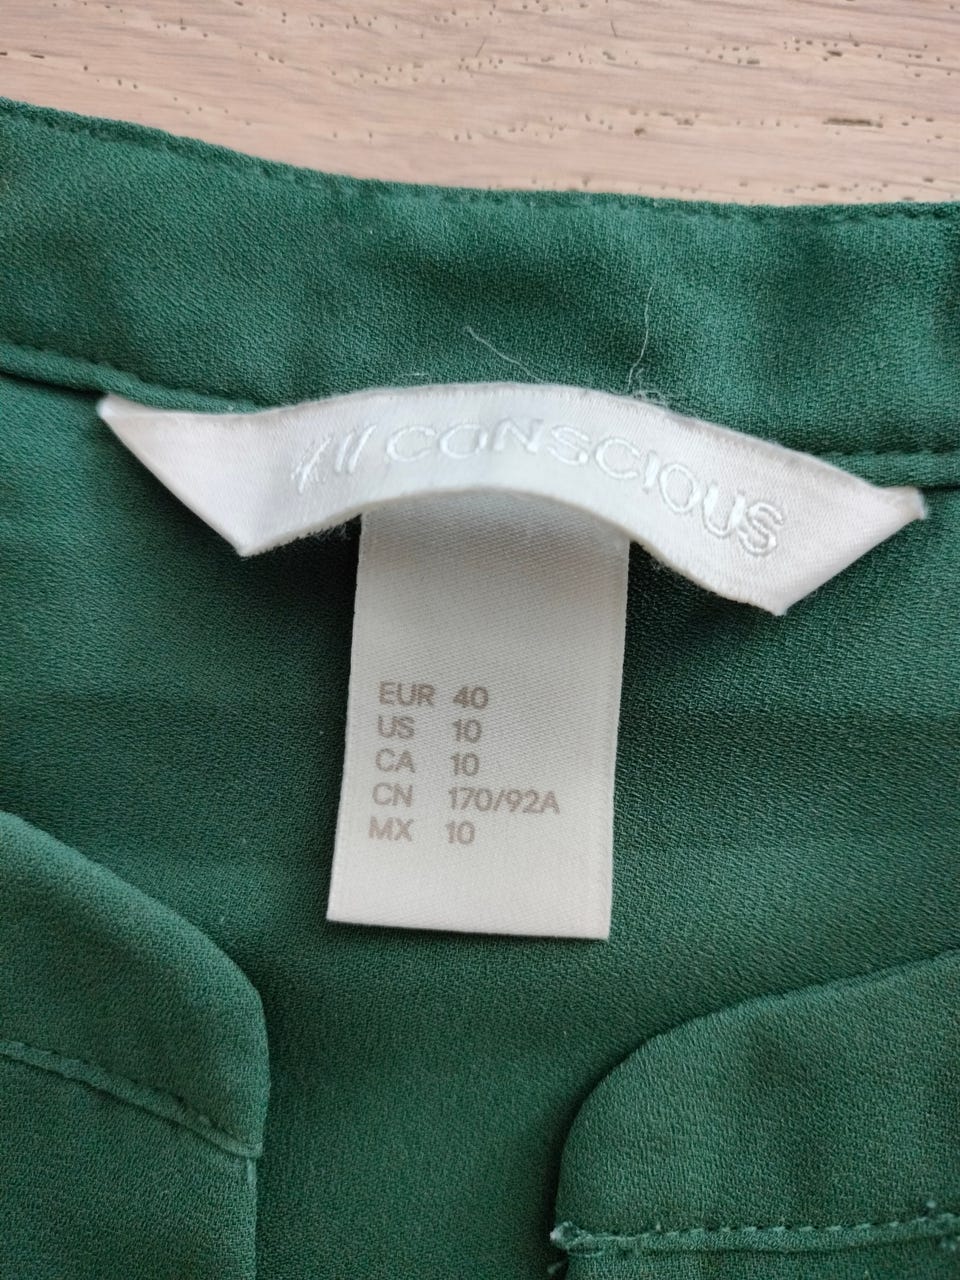 CONSCIOUS
EUR 40
US 10
CA 10
CN 170/92A
MX 10